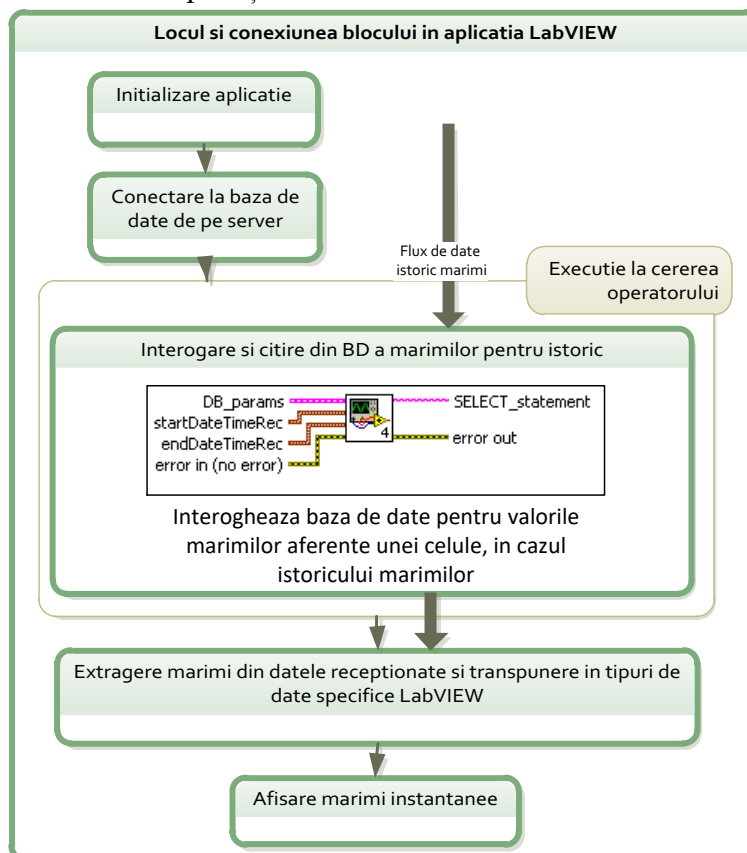 Locul si conexiunea blocului in aplicatia LabVIEW
Initializare aplicatie
Conectare la baza de
date de pe server
Flux de date
istoric marimi
Executie la cererea
operatorului
Interogare si citire din BD a marimilor pentru istoric
DB_params
startDateTimeRec
endDateTimeRec
error in (no error)
4
SELECT_statement
error out
Interogheaza baza de date pentru valorile
marimilor aferente unei celule, in cazul
istoricului marimilor
Extragere marimi din datele receptionate si transpunere in tipuri de
date specifice LabVIEW
Afisare marimi instantanee